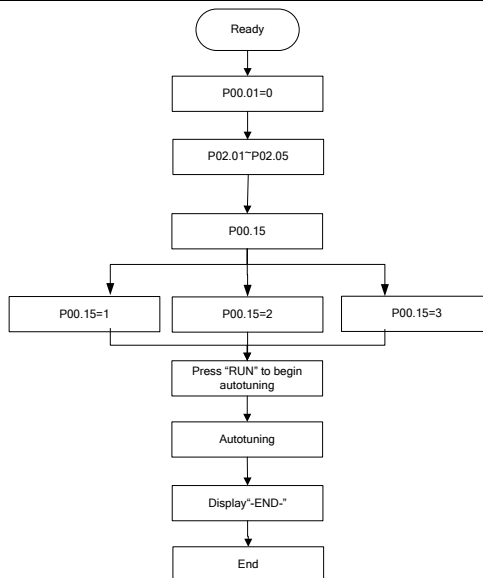 Ready
P00.01=0
P02.01~P02.05
P00.15
P00.15=1
P00.15=2
P00.15=3
Press “RUN” to begin
autotuning
Autotuning
Display“-END-”
End